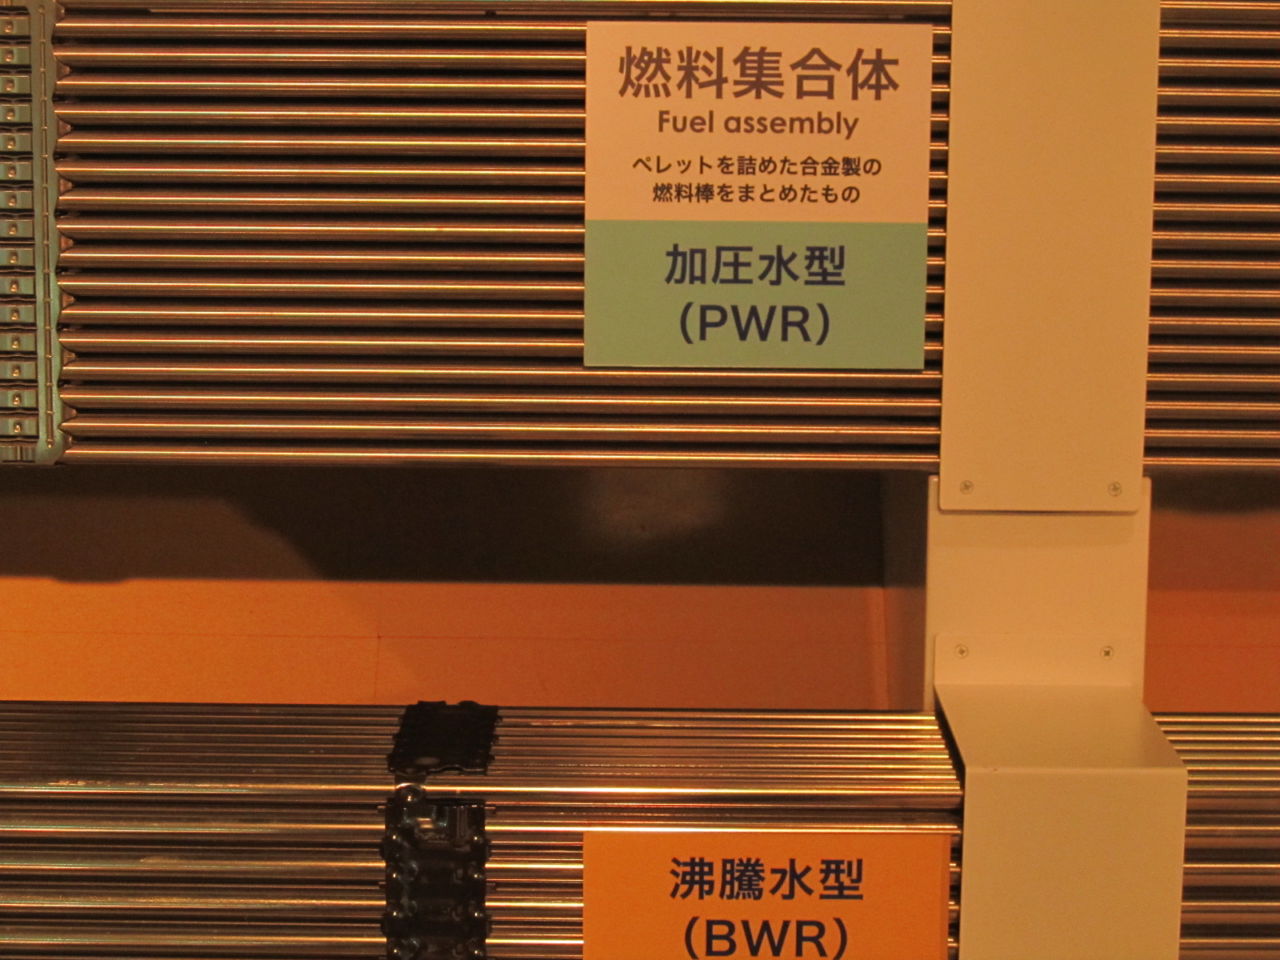 燃料集合体
Fuel assembly
ペレットを詰めた合金製の
燃料棒をまとめたもの
加圧水型
(PWR)
沸騰水型
(BWR)